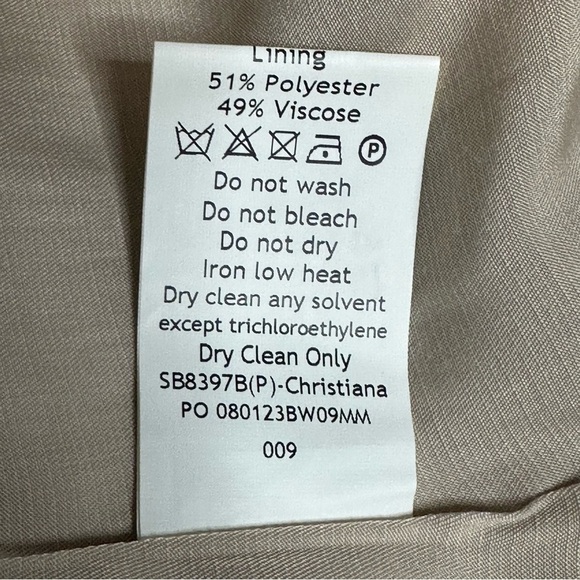 Lining
51% Polyester
49% Viscose
P
Do not wash
Do not bleach
Do not dry
Iron low heat
Dry clean any solvent
except trichloroethylene
Dry Clean Only
SB8397B(P)-Christiana
PO 080123BW09MM
009